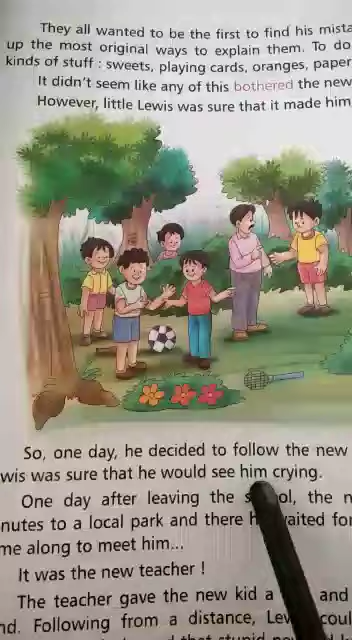 They all wanted to be the first to find his
up the most original ways to explain them. To do
kinds of stuff : sweets, playing cards, oranges, paper
It didn't seem like any of this bothered the new
However, little Lewis was sure that it made him
So, one day, he decided to follow the new
wis was sure that he would see him crying.
One day after leaving the the
nutes to a local park and there for
me along to meet him...
It was the new teacher !
The teacher gave the new kid a and
nd. Following from a distance,
that stupid